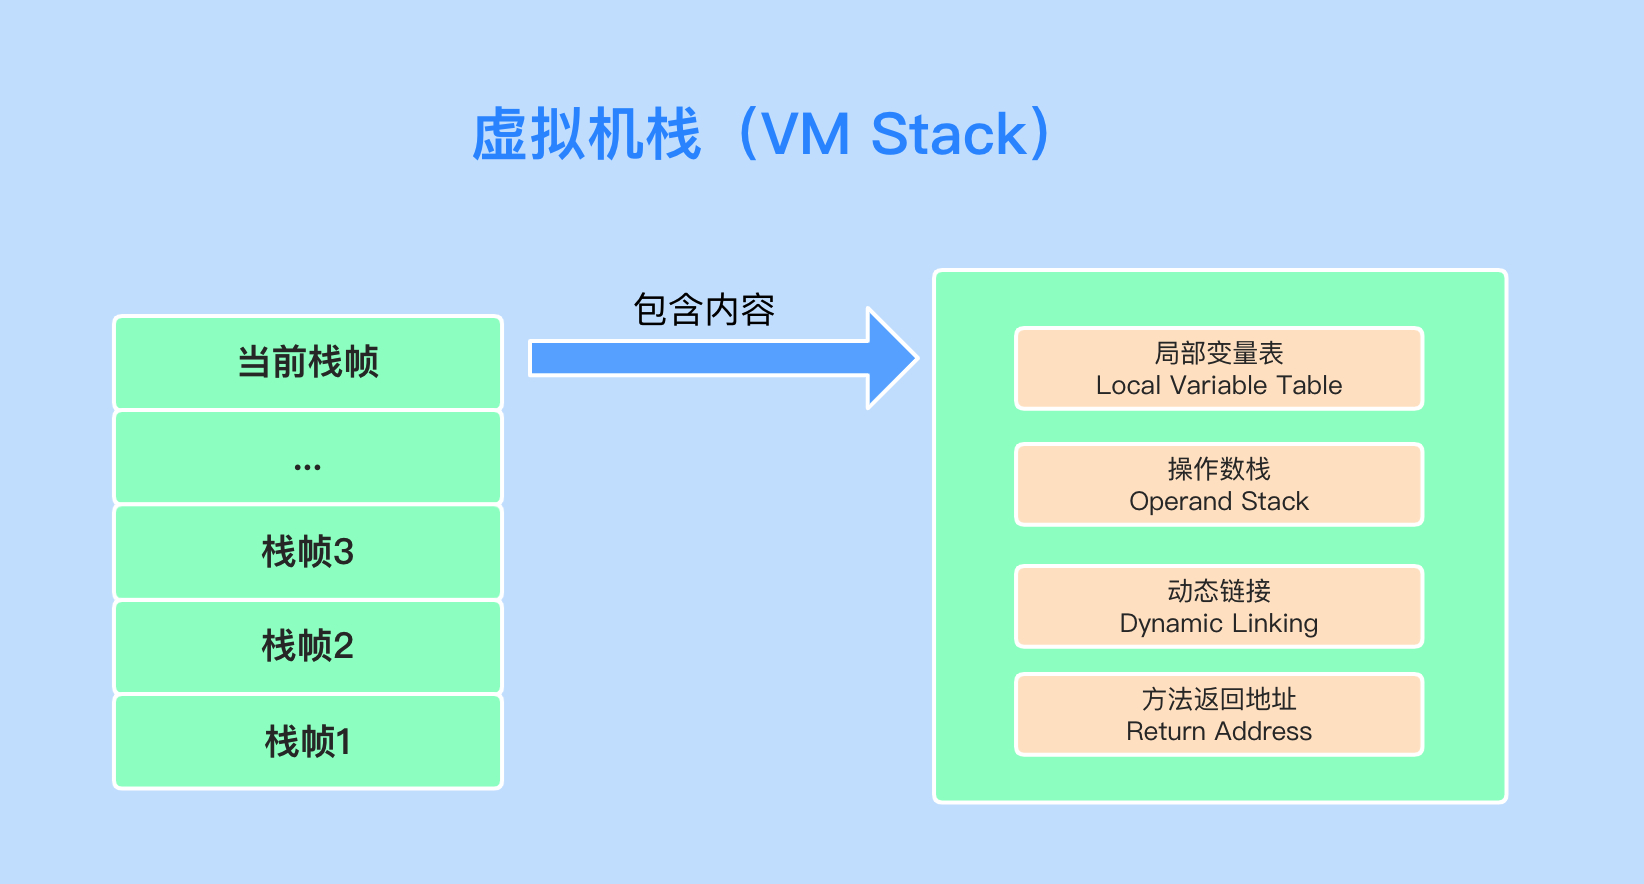 虚拟机栈（VM Stack）
包含内容
当前栈帧
...
栈帧3
栈帧2
栈帧1
局部变量表
Local Variable Table
操作数栈
Operand Stack
动态链接
Dynamic Linking
方法返回地址
Return Address